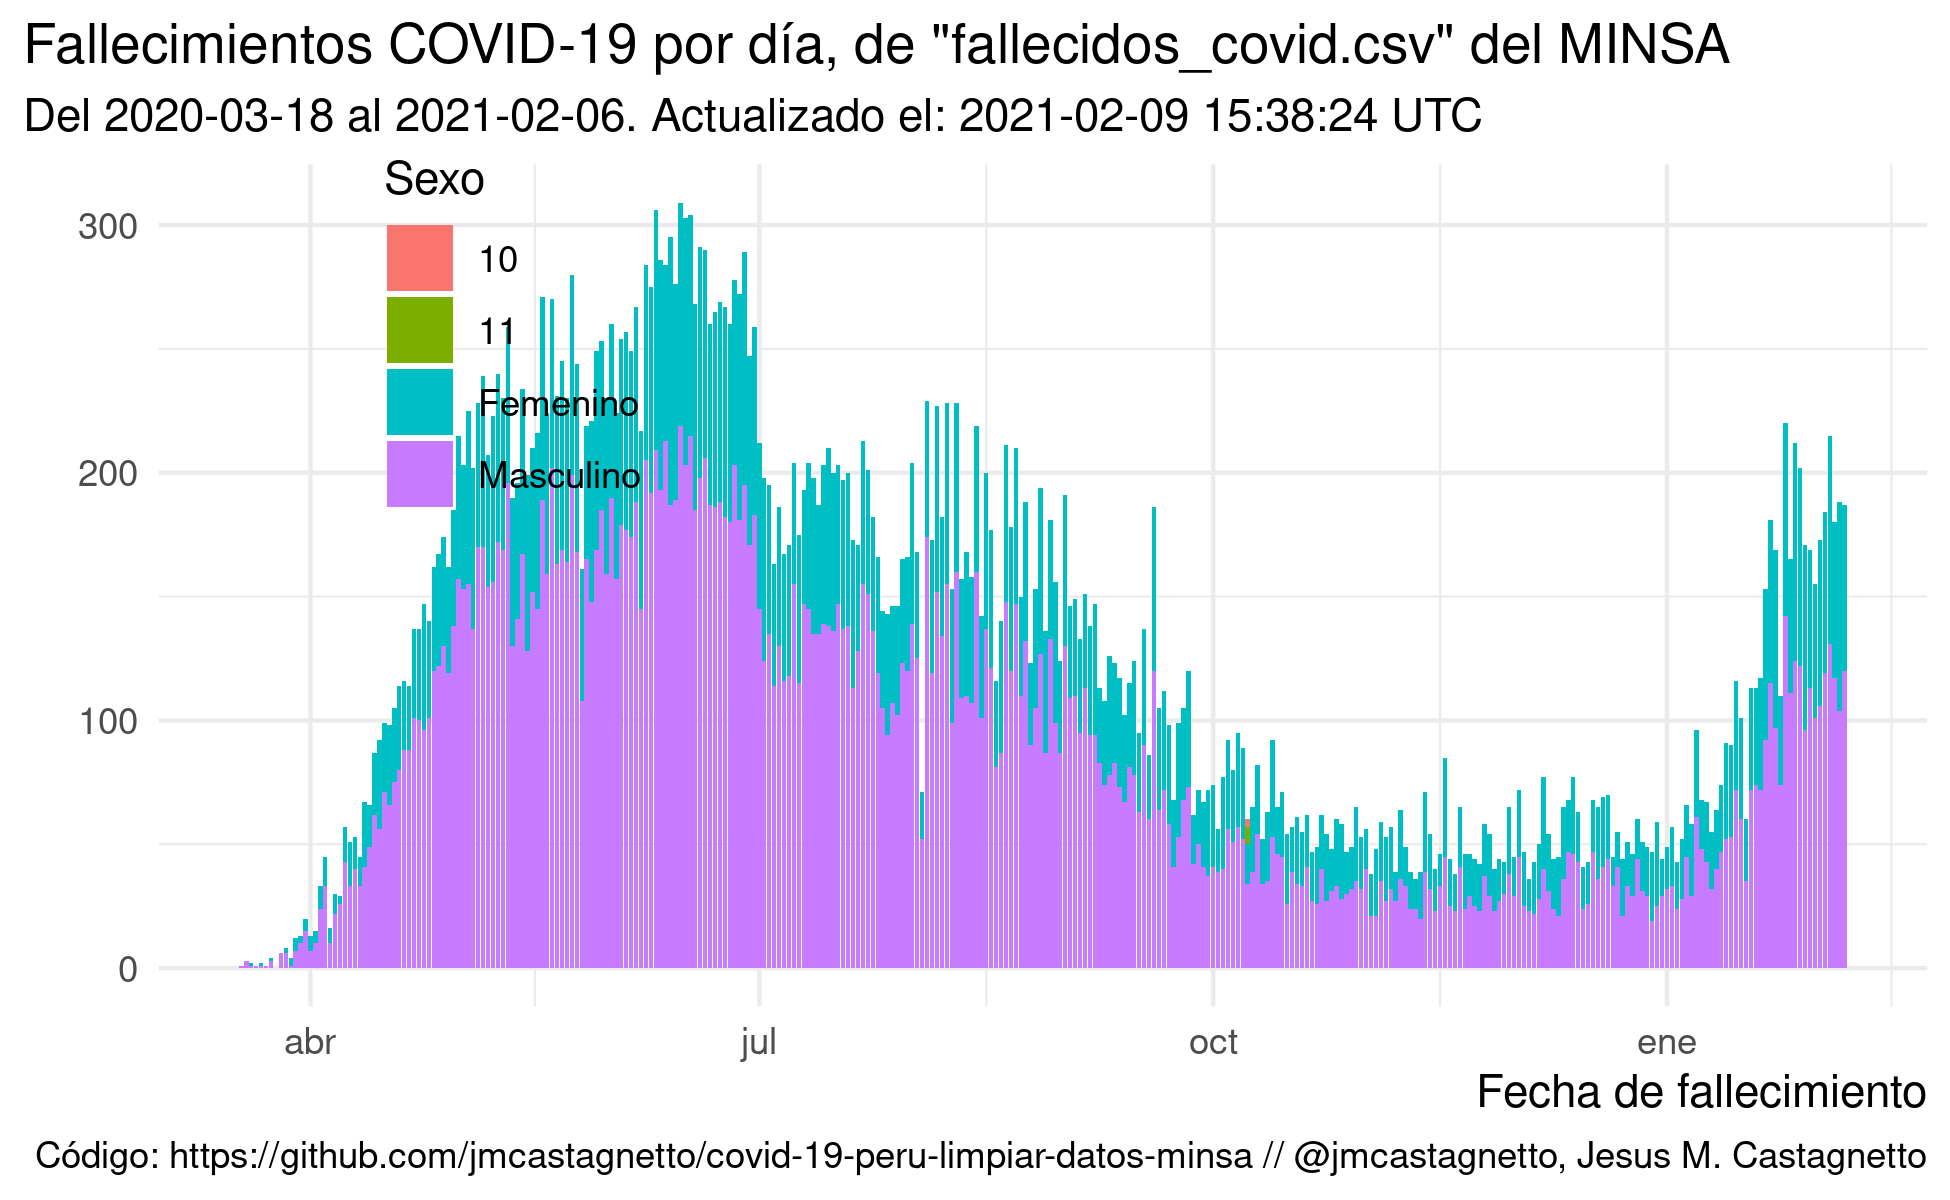 Fallecimientos COVID-19 por día, de "fallecidos_covid.csv" del MINSA
Del 2020-03-18 al 2021-02-06. Actualizado el: 2021-02-09 15:38:24 UTC
Sexo
10
11
Femenino
Masculino
300
200
100
0
abr jul oct ene
Fecha de fallecimiento
Código: https://github.com/jmcastagnetto/covid-19-peru-limpiar-datos-minsa // @jmcastagnetto, Jesus M. Castagnetto